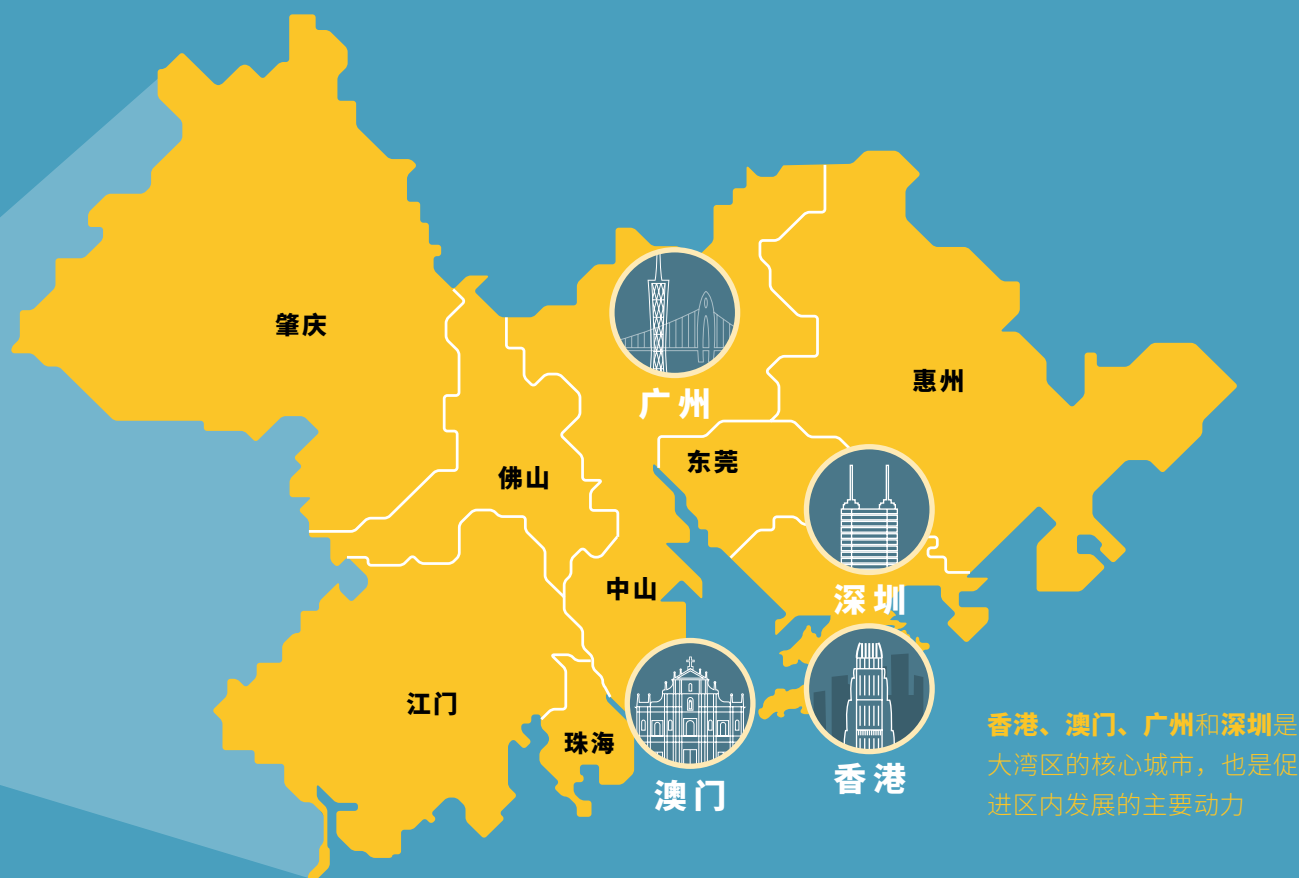 肇庆
惠州
广州
东莞
佛山
中山
深圳
江门
珠海
澳门
香港
香港、澳门、广州和深圳是
大湾区的核心城市，也是促
进区内发展的主要动力